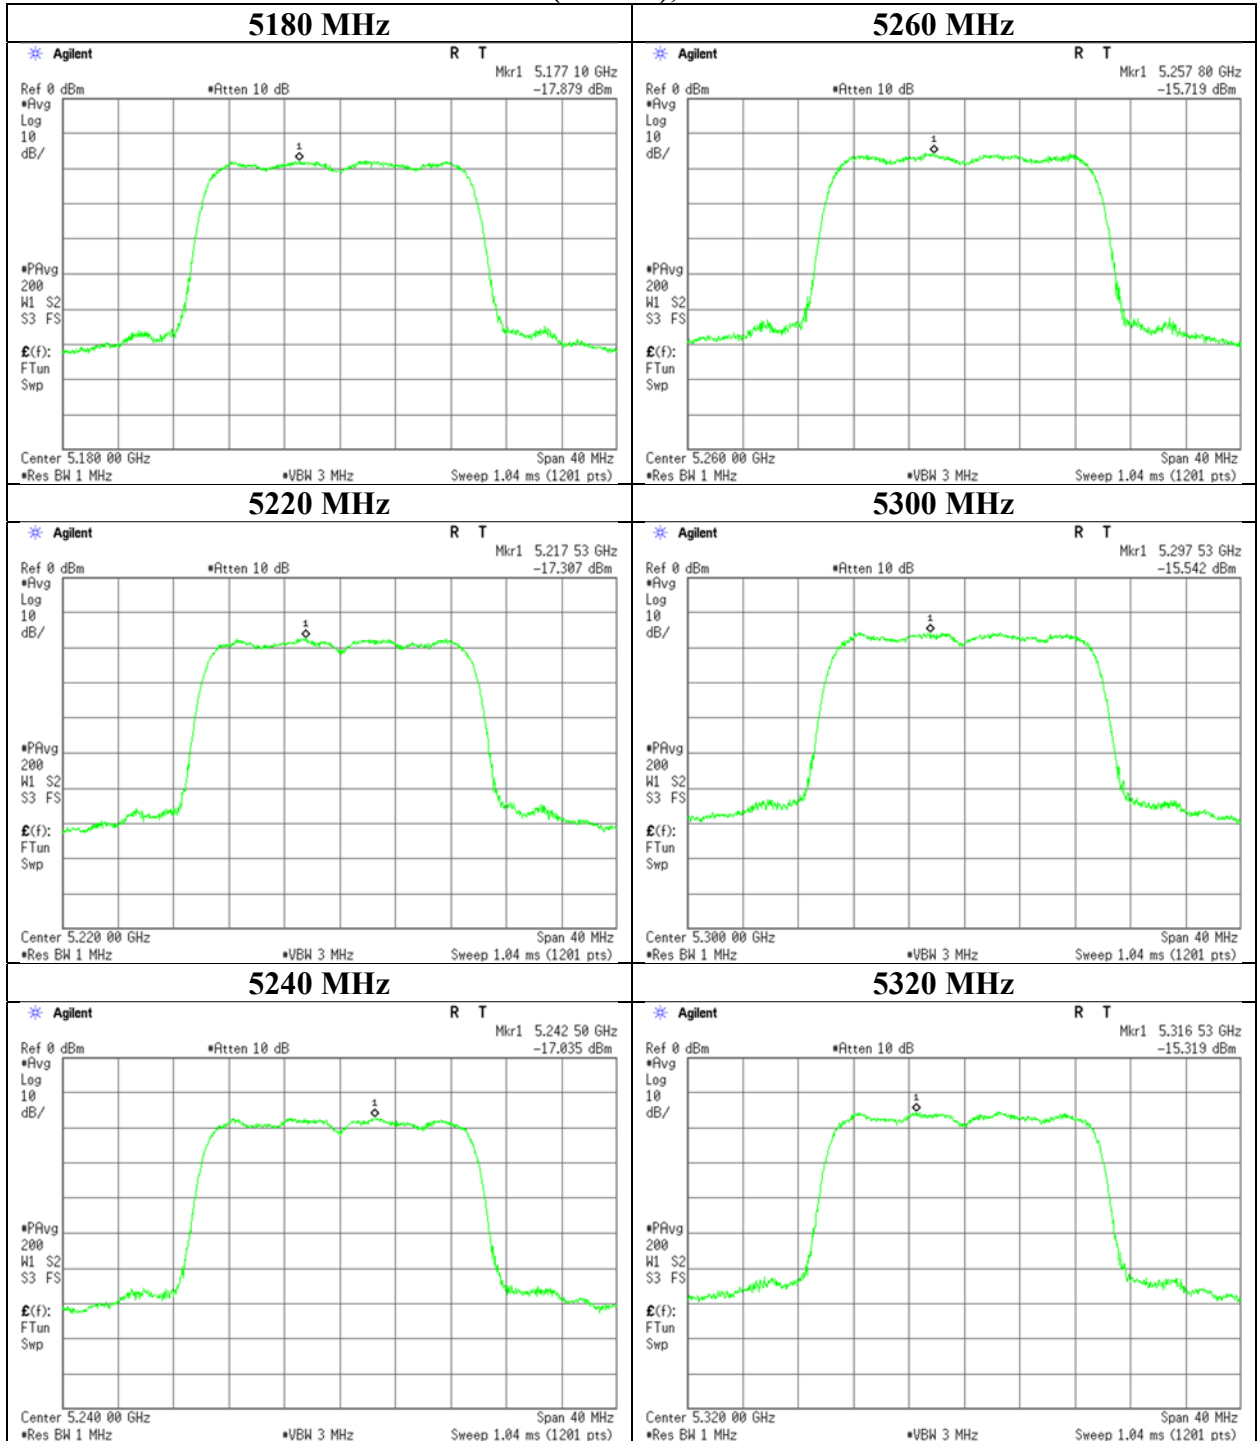 5180 MHz
Agilent R T
Mkr1 5.177 10 GHz
Ref 0 dBm #Atten 10 dB -17.879 dBm
#Avg
Log
10
dB/
1
#PAvg
200
W1 S2
S3 FS
£(f):
FTun
Swp
Center 5.180 00 GHz Span 40 MHz
#Res BW 1 MHz #VBW 3 MHz Sweep 1.04 ms (1201 pts)
5260 MHz
Agilent R T
Mkr1 5.257 80 GHz
Ref 0 dBm #Atten 10 dB -15.719 dBm
#Avg
Log
10
dB/
1
#PAvg
200
W1 S2
S3 FS
£(f):
FTun
Swp
Center 5.260 00 GHz Span 40 MHz
#Res BW 1 MHz #VBW 3 MHz Sweep 1.04 ms (1201 pts)
5220 MHz
Agilent R T
Mkr1 5.217 53 GHz
Ref 0 dBm #Atten 10 dB -17.307 dBm
#Avg
Log
10
dB/
1
#PAvg
200
W1 S2
S3 FS
£(f):
FTun
Swp
Center 5.220 00 GHz Span 40 MHz
#Res BW 1 MHz #VBW 3 MHz Sweep 1.04 ms (1201 pts)
5300 MHz
Agilent R T
Mkr1 5.297 53 GHz
Ref 0 dBm #Atten 10 dB -15.542 dBm
#Avg
Log
10
dB/
1
#PAvg
200
W1 S2
S3 FS
£(f):
FTun
Swp
Center 5.300 00 GHz Span 40 MHz
#Res BW 1 MHz #VBW 3 MHz Sweep 1.04 ms (1201 pts)
5240 MHz
Agilent R T
Mkr1 5.242 50 GHz
Ref 0 dBm #Atten 10 dB -17.035 dBm
#Avg
Log
10
dB/
1
#PAvg
200
W1 S2
S3 FS
£(f):
FTun
Swp
Center 5.240 00 GHz Span 40 MHz
#Res BW 1 MHz #VBW 3 MHz Sweep 1.04 ms (1201 pts)
5320 MHz
Agilent R T
Mkr1 5.316 53 GHz
Ref 0 dBm #Atten 10 dB -15.319 dBm
#Avg
Log
10
dB/
1
#PAvg
200
W1 S2
S3 FS
£(f):
FTun
Swp
Center 5.320 00 GHz Span 40 MHz
#Res BW 1 MHz #VBW 3 MHz Sweep 1.04 ms (1201 pts)